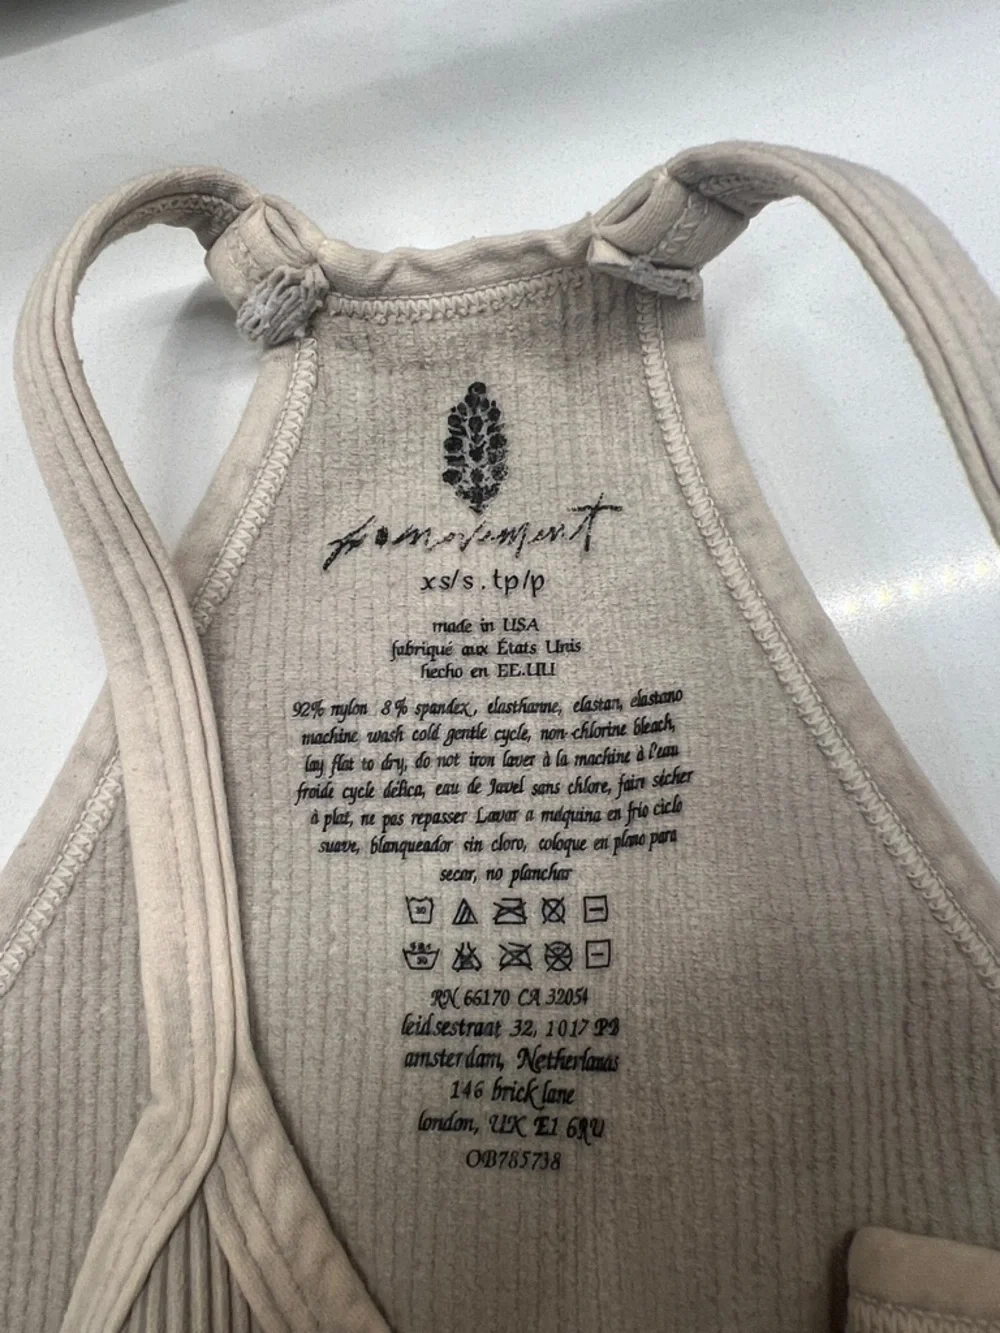 fp movement
xs/s . tp/p
made in USA
fabriqué aux États Unis
hecho en EE.UU
92% nylon 8% spandex, elasthanne, elastan, elastano
machine wash cold gentle cycle, non-chlorine bleach,
lay flat to dry, do not iron laver à la machine à l'eau
froide cycle délica, eau de Javel sans chlore, faire sécher
à plat, ne pas repasser Lavar a máquina en frío ciclo
suave, blanqueador sin cloro, coloque en plano para
secar, no planchar
30
30
RN 66170 CA 32054
leidsestraat 32, 1017 PB
amsterdam, Netherlands
146 brick lane
london, UK E1 6RU
OB785738